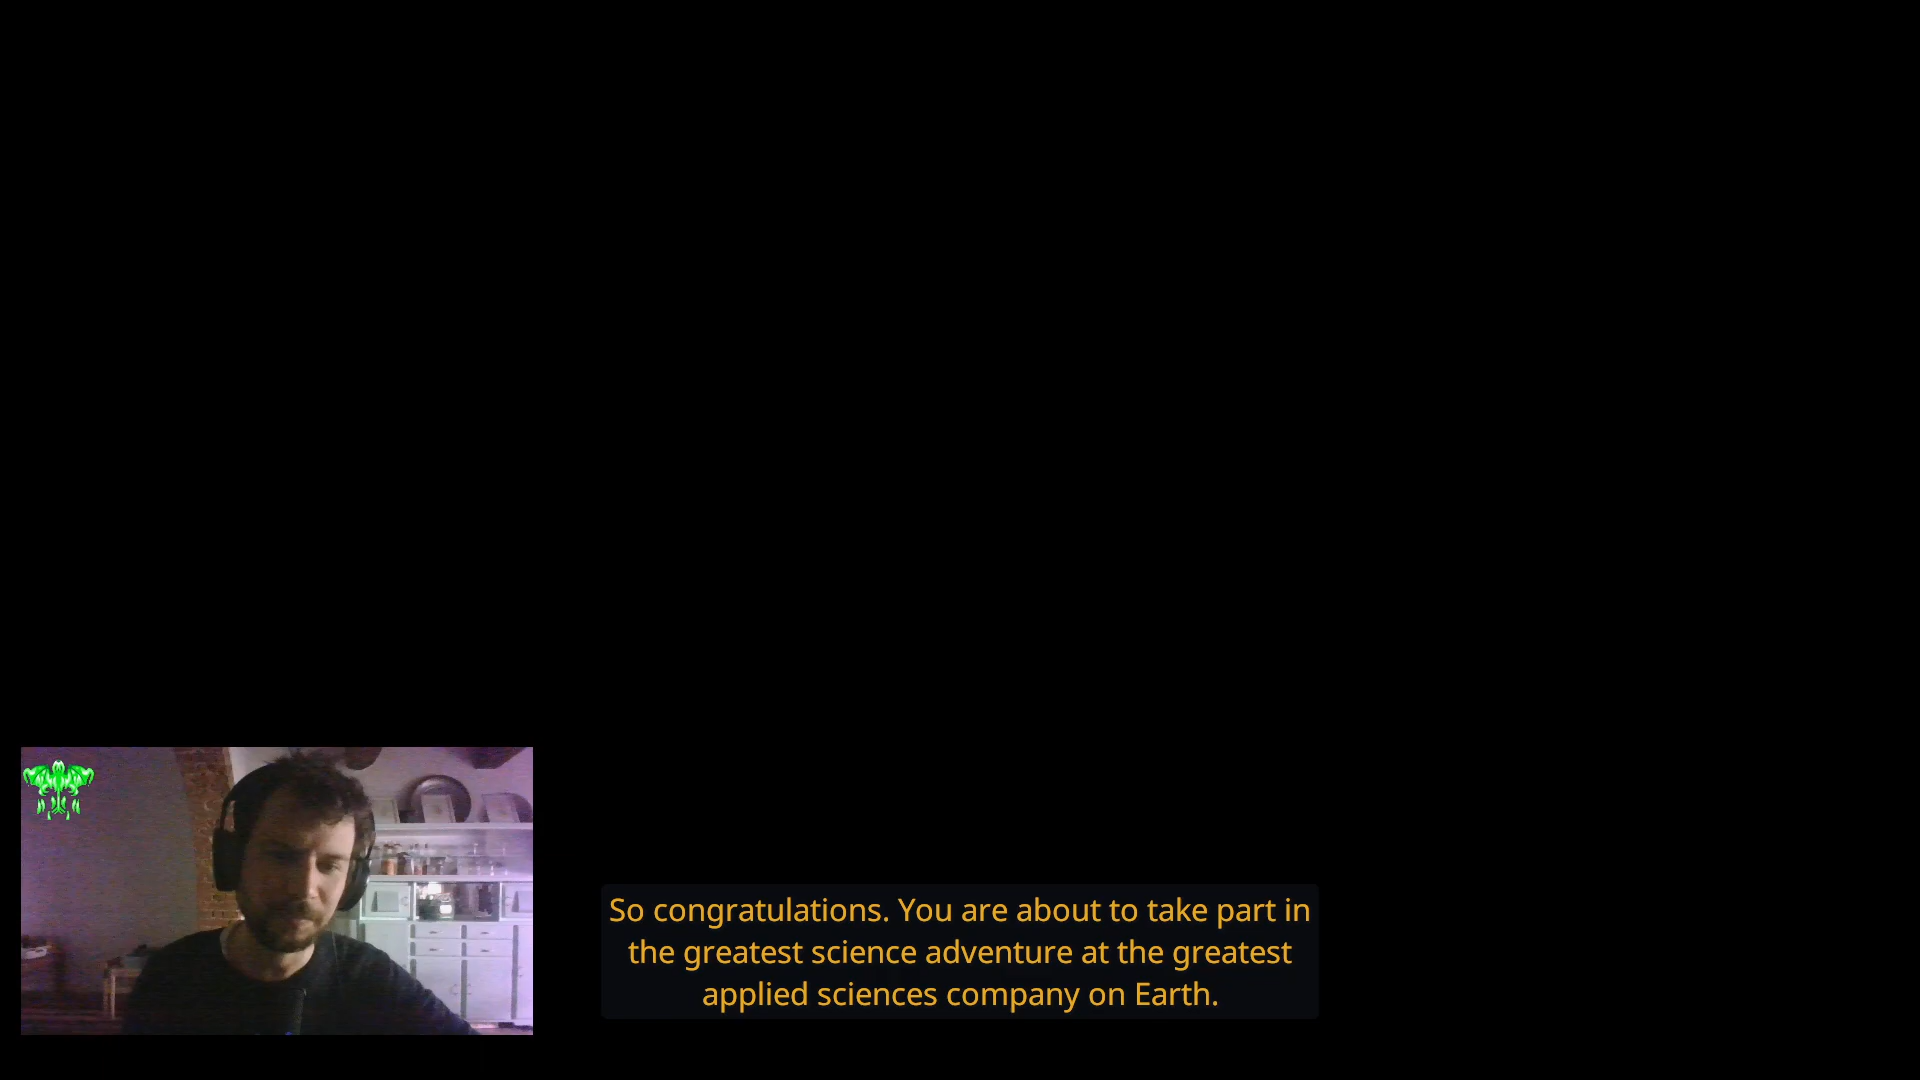 So congratulations. You are about to take part in
the greatest science adventure at the greatest
applied sciences company on Earth.